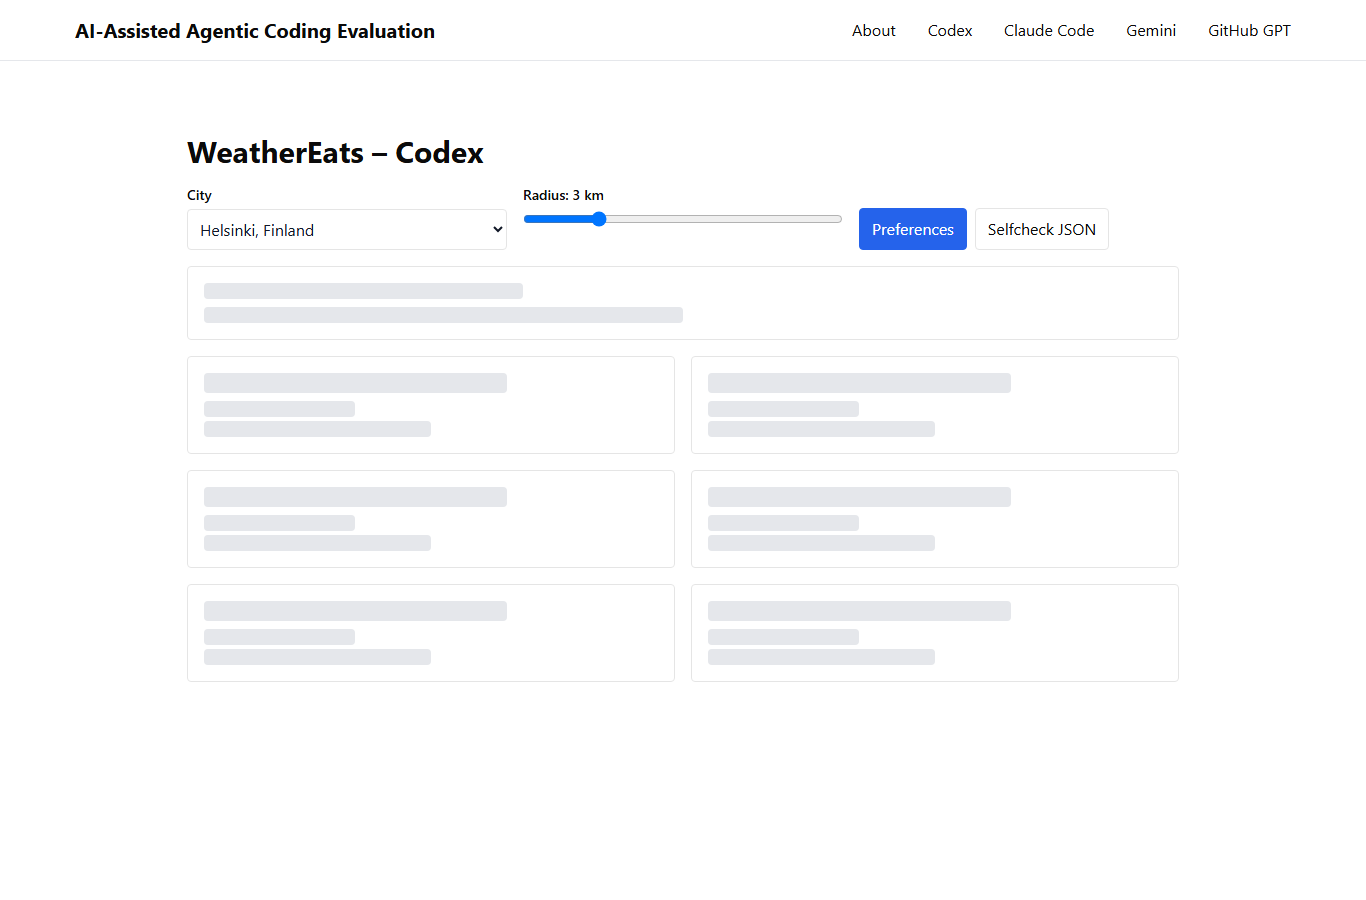 AI-Assisted Agentic Coding Evaluation
About
Codex
Claude Code
Gemini
GitHub GPT
WeatherEats – Codex
City
Radius: 3 km
Helsinki, Finland
Preferences
Selfcheck JSON